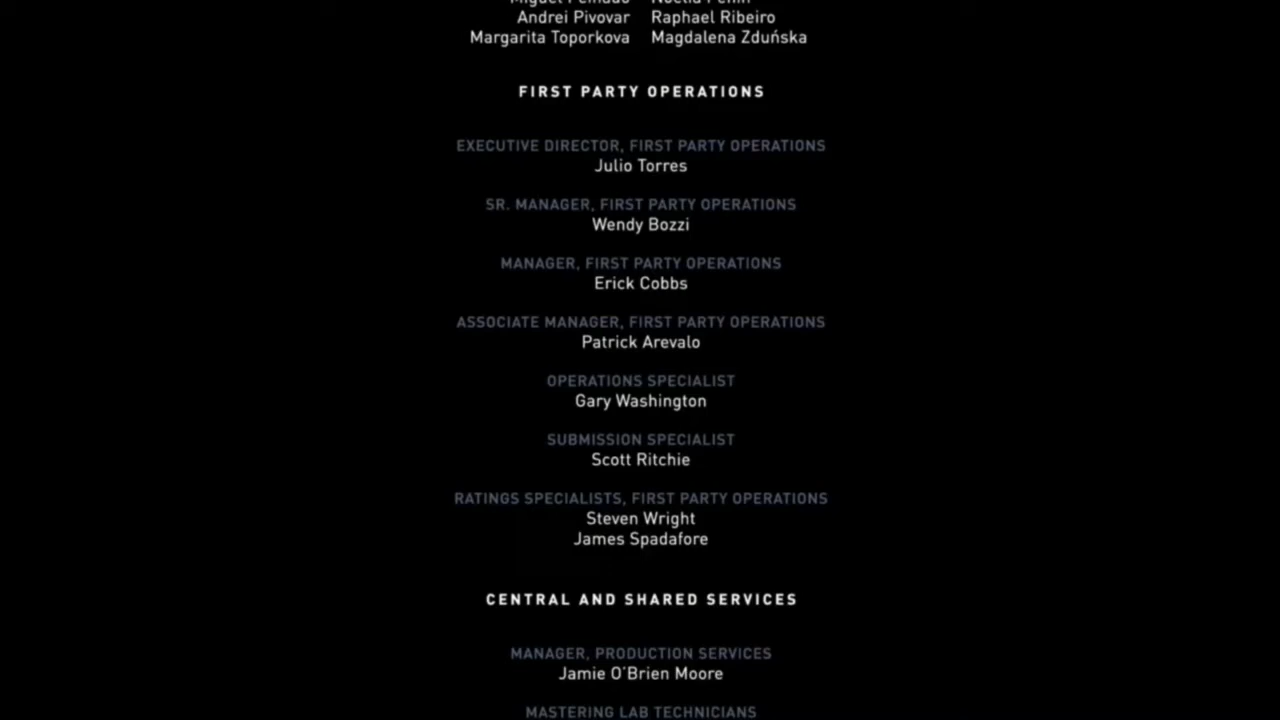 Andrei Pivovar Raphael Ribeiro
Margarita Toporkova Magdalena Zduńska
FIRST PARTY OPERATIONS
EXECUTIVE DIRECTOR, FIRST PARTY OPERATIONS
Julio Torres
SR. MANAGER, FIRST PARTY OPERATIONS
Wendy Bozzi
MANAGER, FIRST PARTY OPERATIONS
Erick Cobbs
ASSOCIATE MANAGER, FIRST PARTY OPERATIONS
Patrick Arevalo
OPERATIONS SPECIALIST
Gary Washington
SUBMISSION SPECIALIST
Scott Ritchie
RATINGS SPECIALISTS, FIRST PARTY OPERATIONS
Steven Wright
James Spadafore
CENTRAL AND SHARED SERVICES
MANAGER, PRODUCTION SERVICES
Jamie O'Brien Moore
MASTERING LAB TECHNICIANS